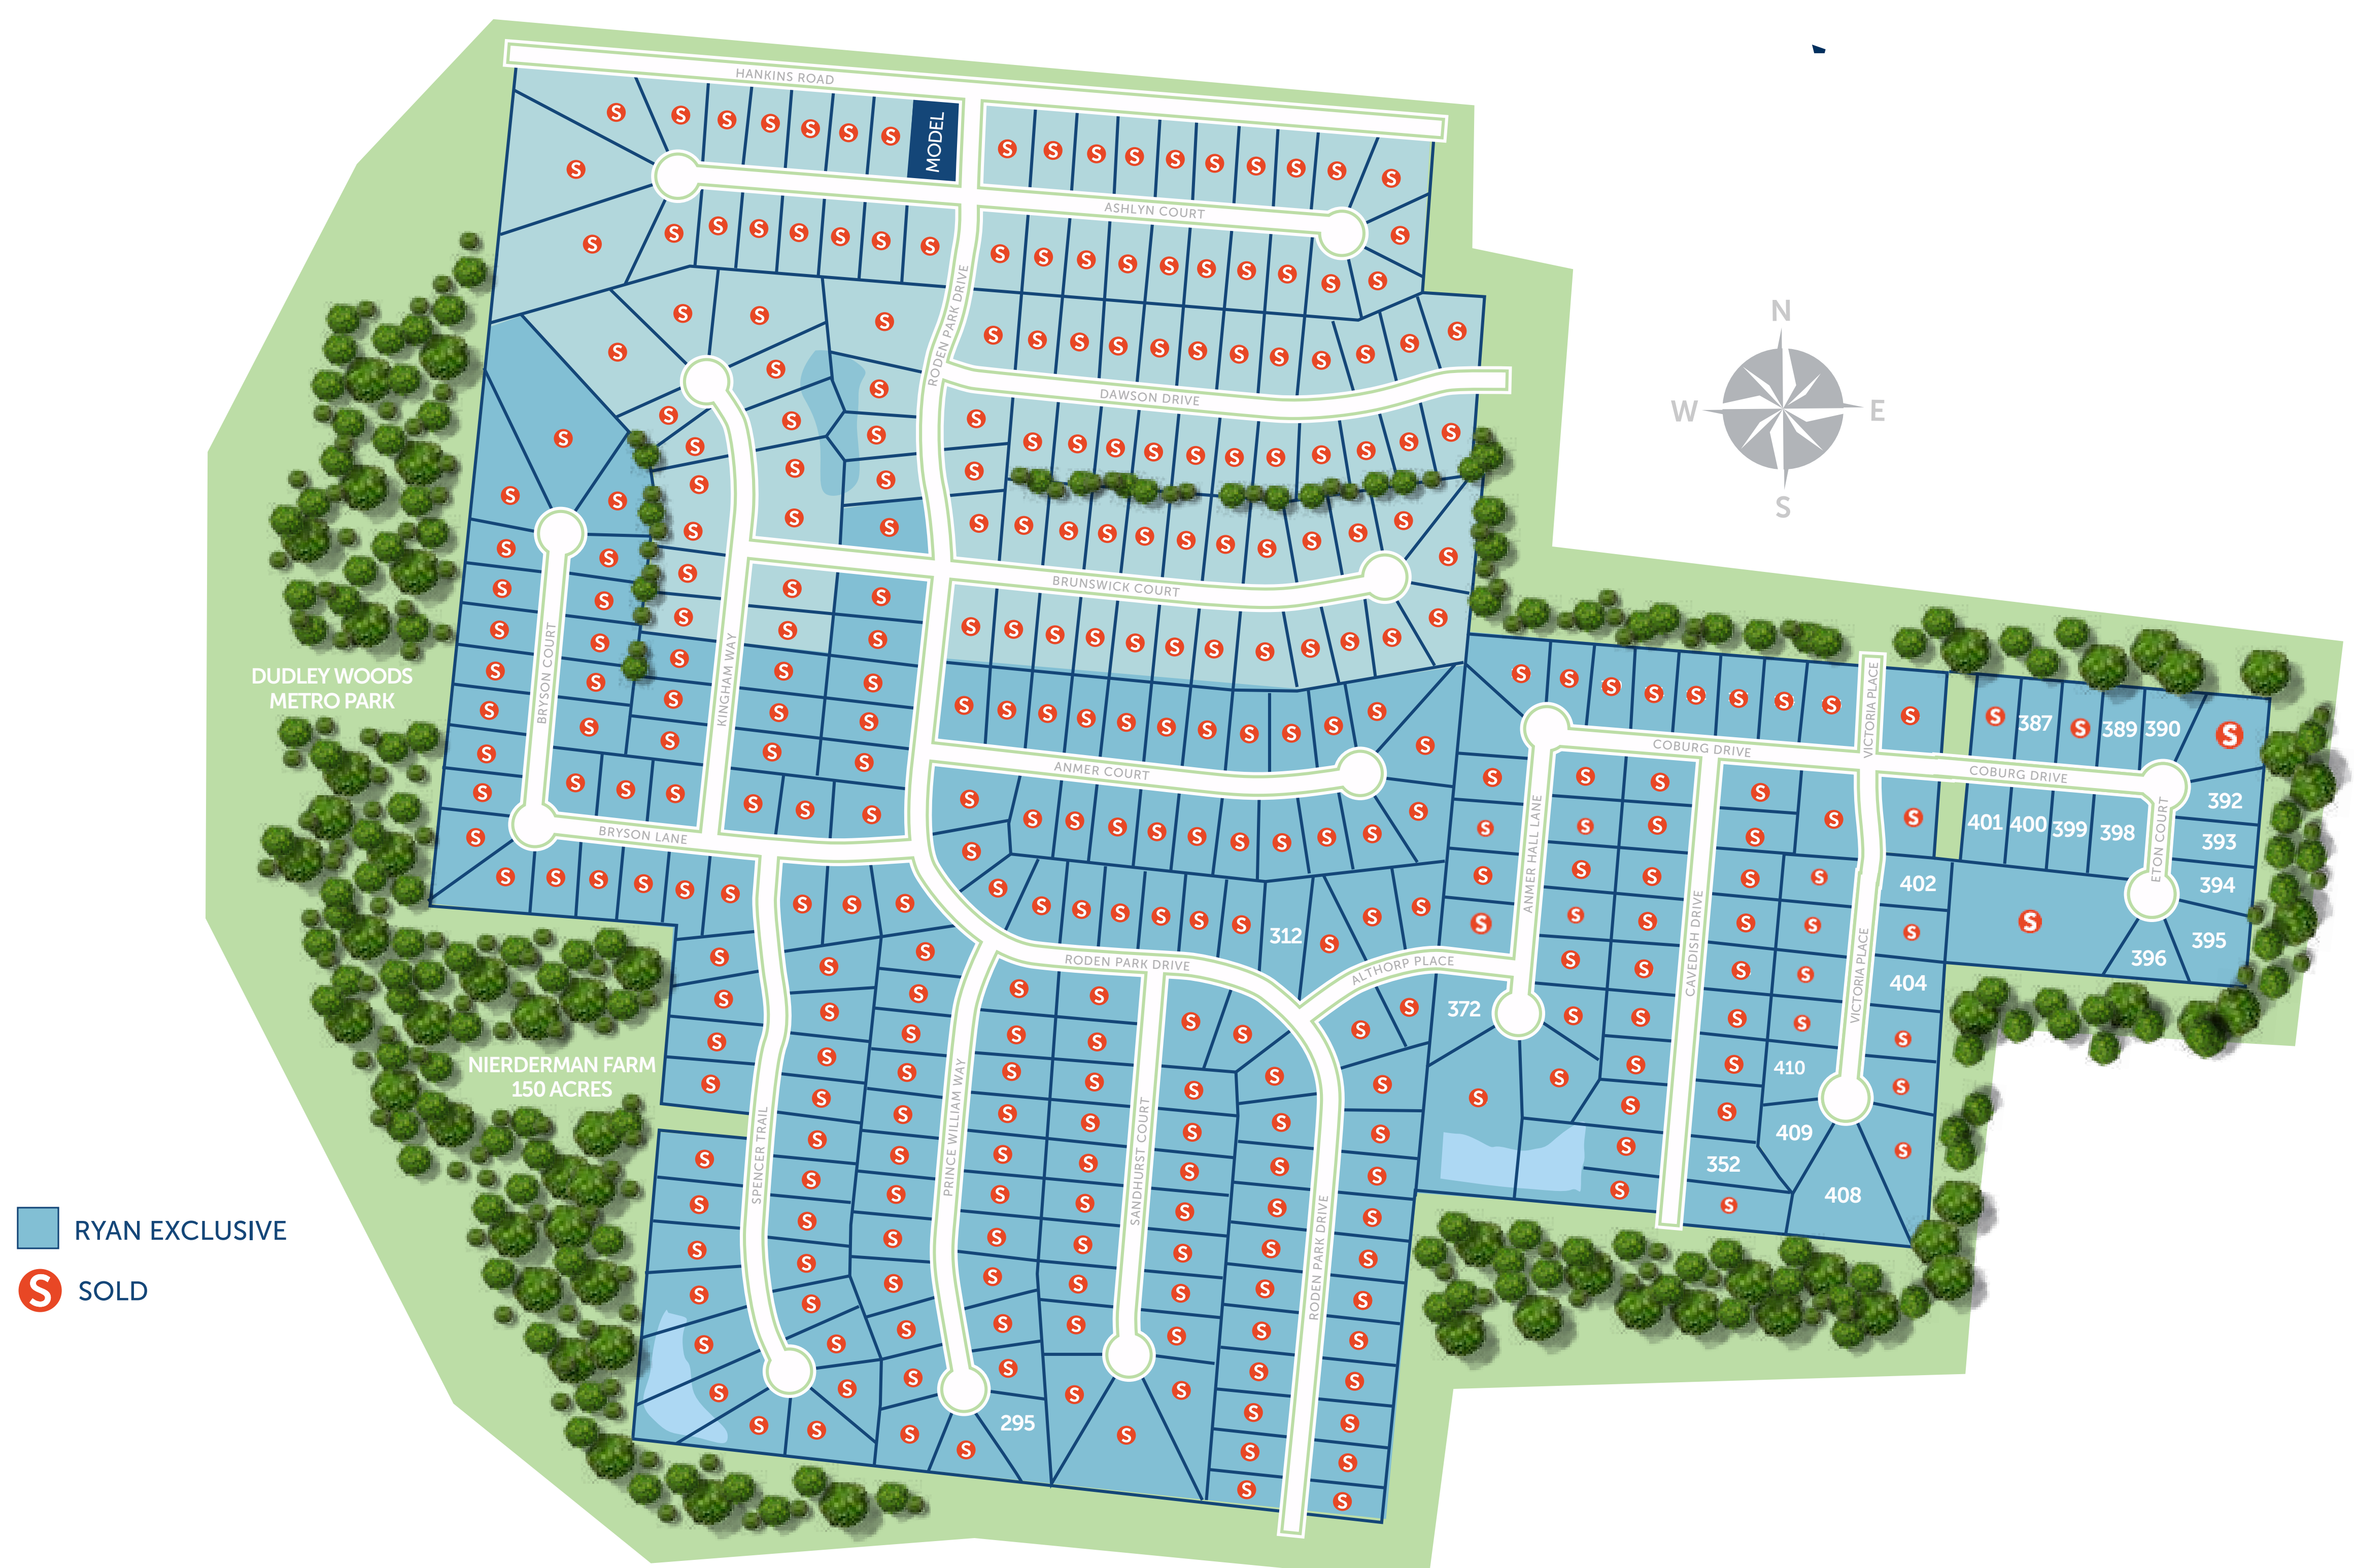 HANKINS ROAD
MODEL
ASHLYN COURT
RODEN PARK DRIVE
DAWSON DRIVE
N
W
E
S
BRUNSWICK COURT
BRYSON COURT
KINGHAM WAY
DUDLEY WOODS
METRO PARK
VICTORIA PLACE
COBURG DRIVE
COBURG DRIVE
387
389
390
392
393
394
395
396
398
399
400
401
ETON COURT
ANMER COURT
BRYSON LANE
ANMER HALL LANE
CAVEDISH DRIVE
VICTORIA PLACE
402
404
410
409
408
352
372
312
RODEN PARK DRIVE
ALTHORP PLACE
NIERDERMAN FARM
150 ACRES
SPENCER TRAIL
PRINCE WILLIAM WAY
SANDHURST COURT
RODEN PARK DRIVE
295
RYAN EXCLUSIVE
S SOLD